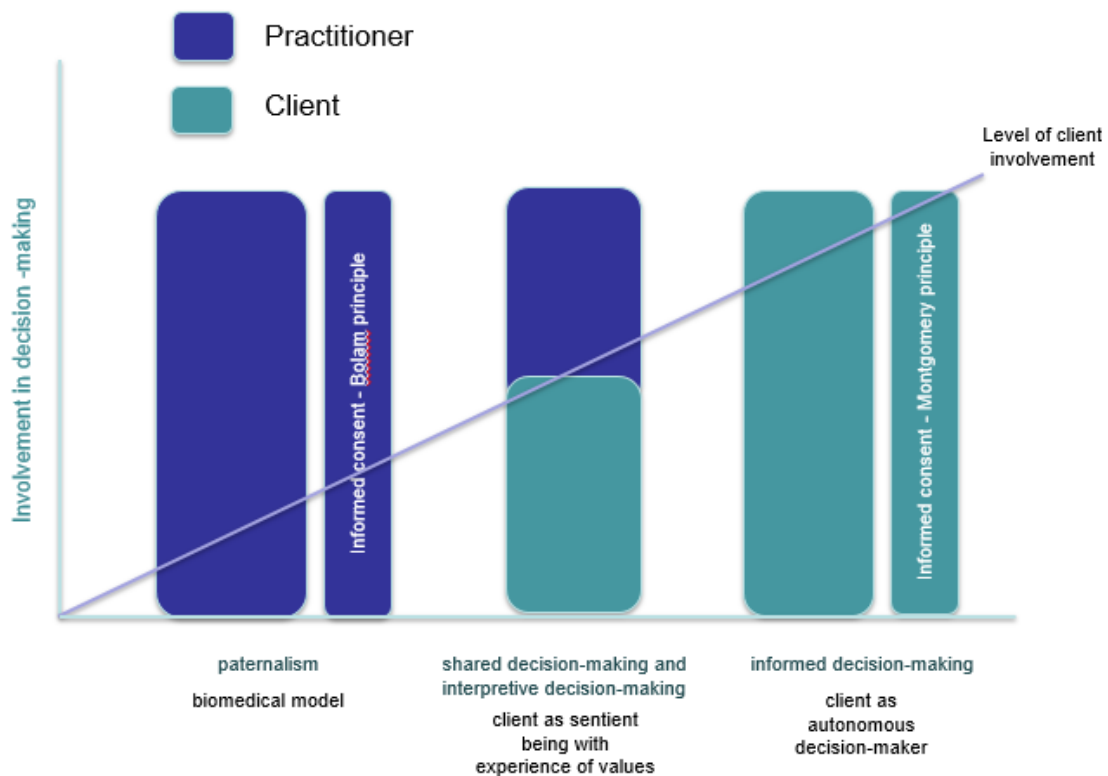 Practitioner
Client
Level of client
involvement
Involvement in decision -making
Informed consent - Bolam principle
Informed consent - Montgomery principle
paternalism
biomedical model
shared decision-making and
interpretive decision-making
client as sentient
being with
experience of values
informed decision-making
client as
autonomous
decision-maker